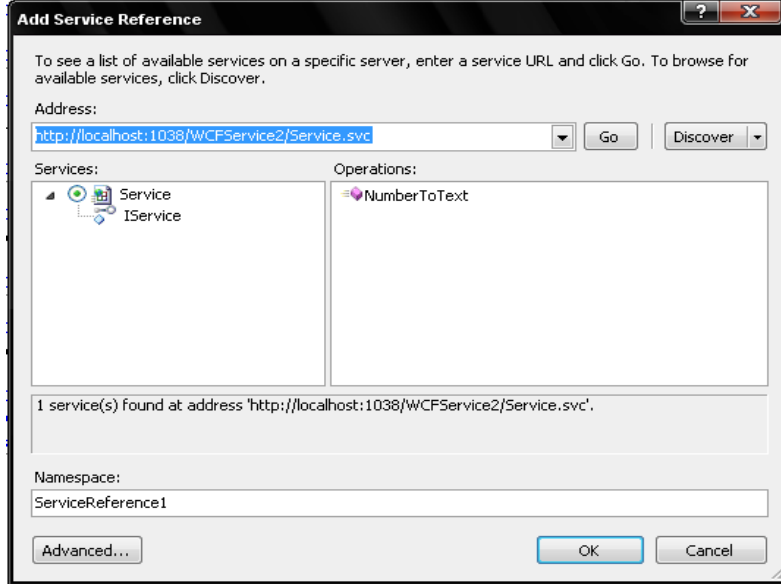 Add Service Reference
To see a list of available services on a specific server, enter a service URL and click Go. To browse for
available services, click Discover.
Address:
http://localhost:1038/WCFService2/Service.svc
Go
Discover
Services:
Operations:
Service
IService
NumberToText
1 service(s) found at address 'http://localhost:1038/WCFService2/Service.svc'.
Namespace:
ServiceReference1
Advanced...
OK
Cancel